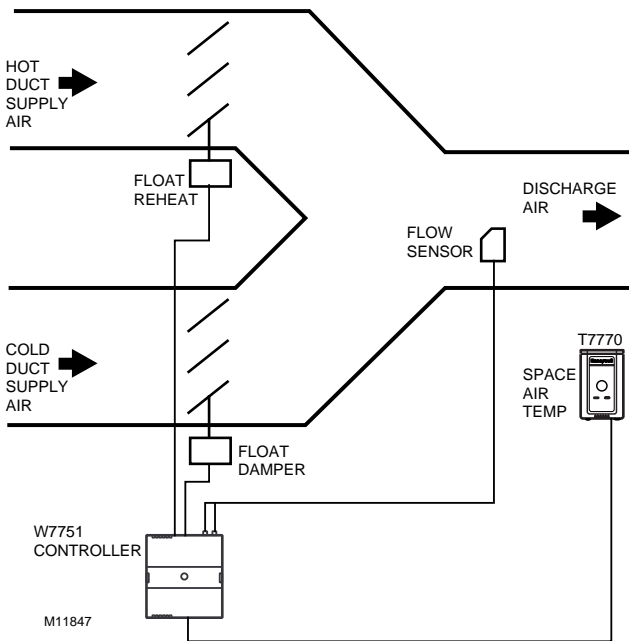 HOT
DUCT
SUPPLY
AIR
FLOAT
REHEAT
DISCHARGE
AIR
FLOW
SENSOR
COLD
DUCT
SUPPLY
AIR
T7770
Honeywell
SPACE
AIR
TEMP
FLOAT
DAMPER
W7751
CONTROLLER
M11847